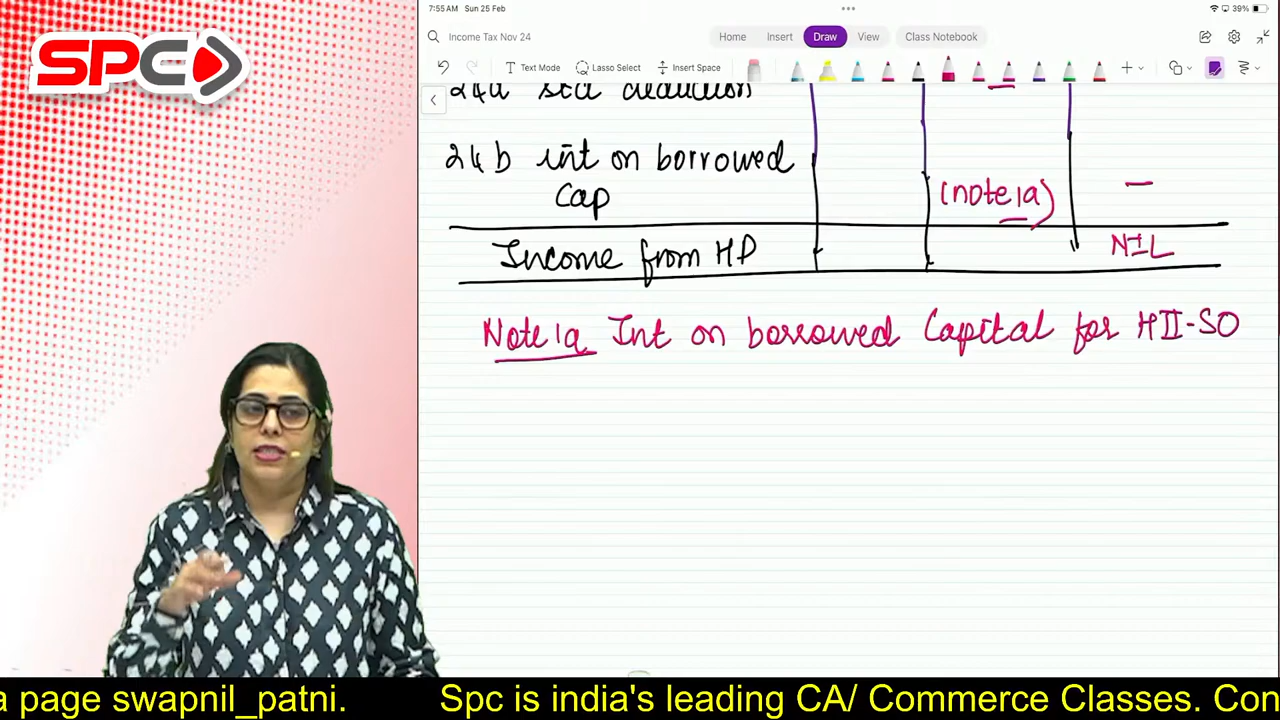 7:55 AM Sun 25 Feb
39%
SPC
Income Tax Nov 24
Home Insert Draw View Class Notebook
Text Mode Lasso Select Insert Space
24a std deduction
24 b int on borrowed
Cap
(note 1a)
—
Income from HP
NIL
Note 1a Int on borrowed Capital for HII-SO
a page swapnil_patni. Spc is india's leading CA/ Commerce Classes. Con